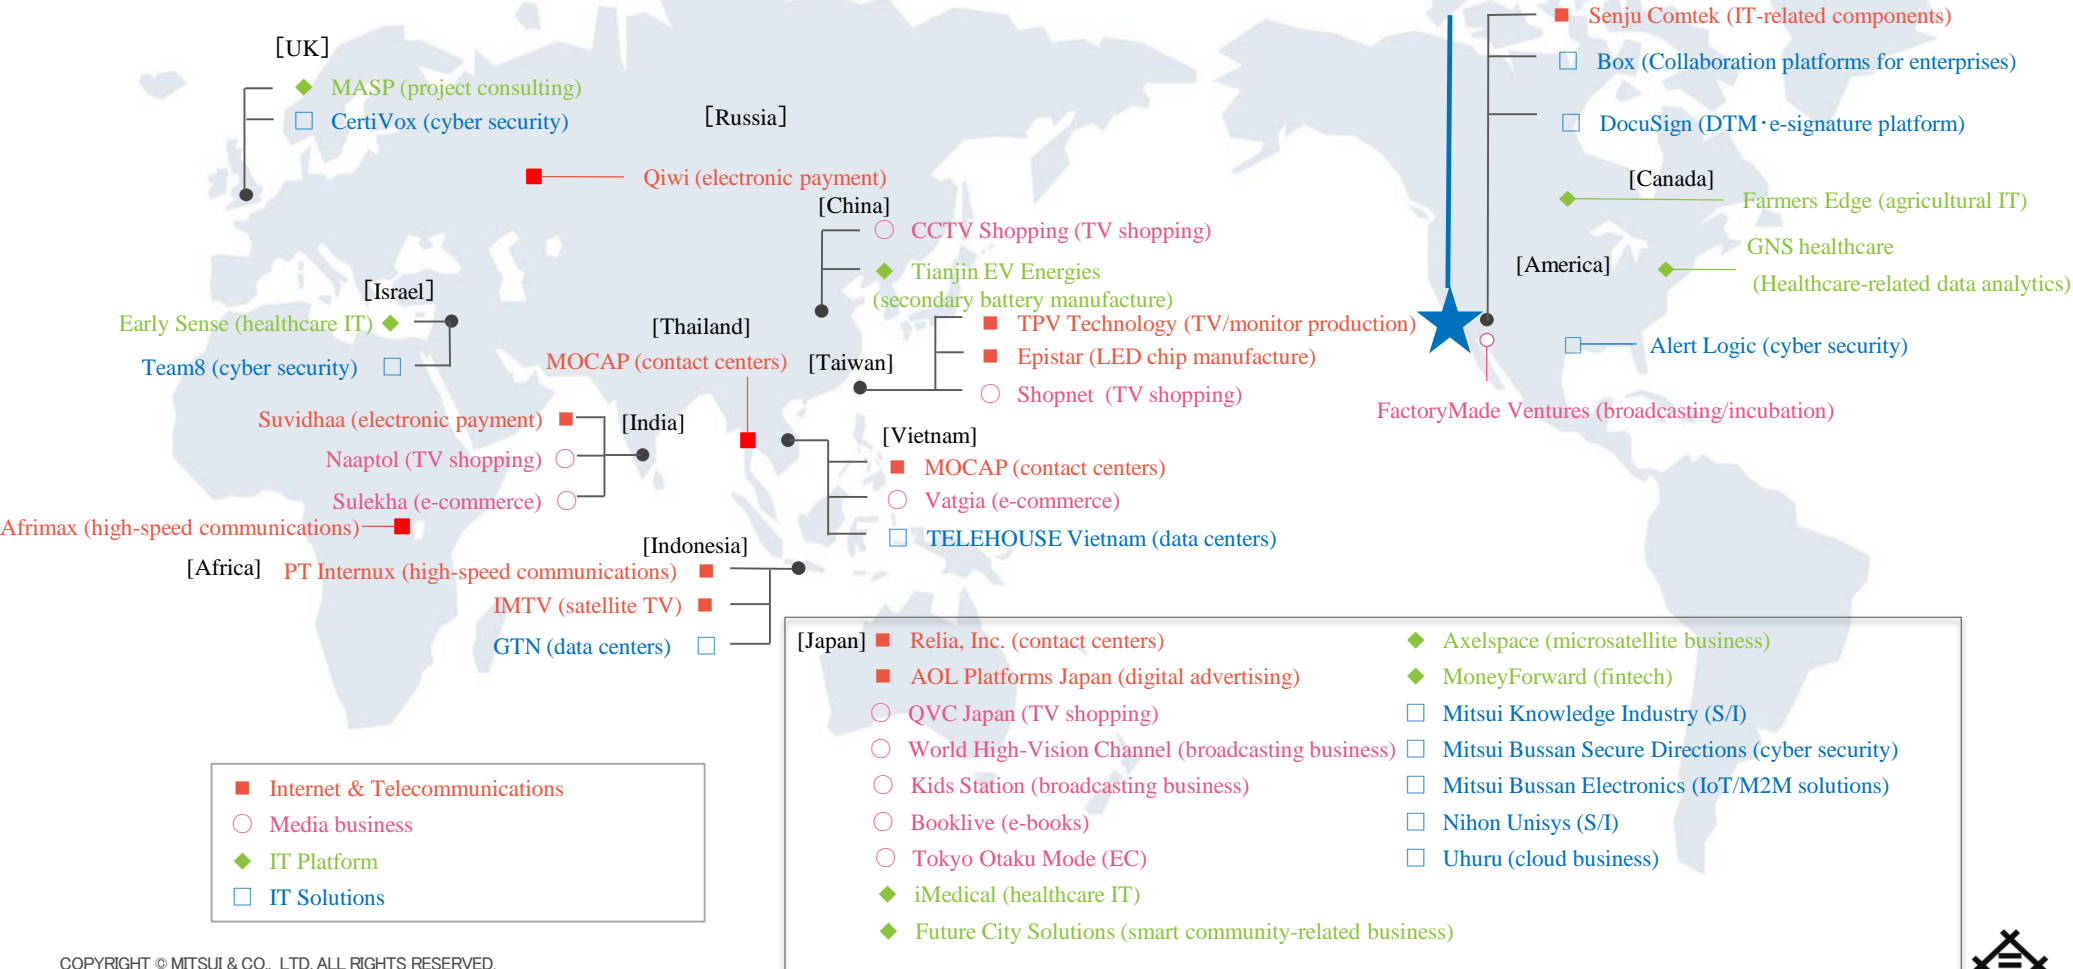 [UK]
MASP (project consulting)
CertiVox (cyber security)
[Russia]
Qiwi (electronic payment)
[China]
CCTV Shopping (TV shopping)
Tianjin EV Energies
(secondary battery manufacture)
[Israel]
Early Sense (healthcare IT)
Team8 (cyber security)
[Thailand]
MOCAP (contact centers)
[Taiwan]
TPV Technology (TV/monitor production)
Epistar (LED chip manufacture)
Shopnet (TV shopping)
Suvidhaa (electronic payment)
[India]
Naaptol (TV shopping)
Sulekha (e-commerce)
[Vietnam]
MOCAP (contact centers)
Vatgia (e-commerce)
TELEHOUSE Vietnam (data centers)
Afrimax (high-speed communications)
[Africa]
[Indonesia]
PT Internux (high-speed communications)
IMTV (satellite TV)
GTN (data centers)
Senju Comtek (IT-related components)
Box (Collaboration platforms for enterprises)
DocuSign (DTM・e-signature platform)
[Canada]
Farmers Edge (agricultural IT)
GNS healthcare
(Healthcare-related data analytics)
[America]
Alert Logic (cyber security)
FactoryMade Ventures (broadcasting/incubation)
[Japan]
Relia, Inc. (contact centers)
AOL Platforms Japan (digital advertising)
QVC Japan (TV shopping)
World High-Vision Channel (broadcasting business)
Kids Station (broadcasting business)
Booklive (e-books)
Tokyo Otaku Mode (EC)
iMedical (healthcare IT)
Future City Solutions (smart community-related business)
Axelspace (microsatellite business)
MoneyForward (fintech)
Mitsui Knowledge Industry (S/I)
Mitsui Bussan Secure Directions (cyber security)
Mitsui Bussan Electronics (IoT/M2M solutions)
Nihon Unisys (S/I)
Uhuru (cloud business)
Internet & Telecommunications
Media business
IT Platform
IT Solutions
COPYRIGHT © MITSUI & CO., LTD. ALL RIGHTS RESERVED.